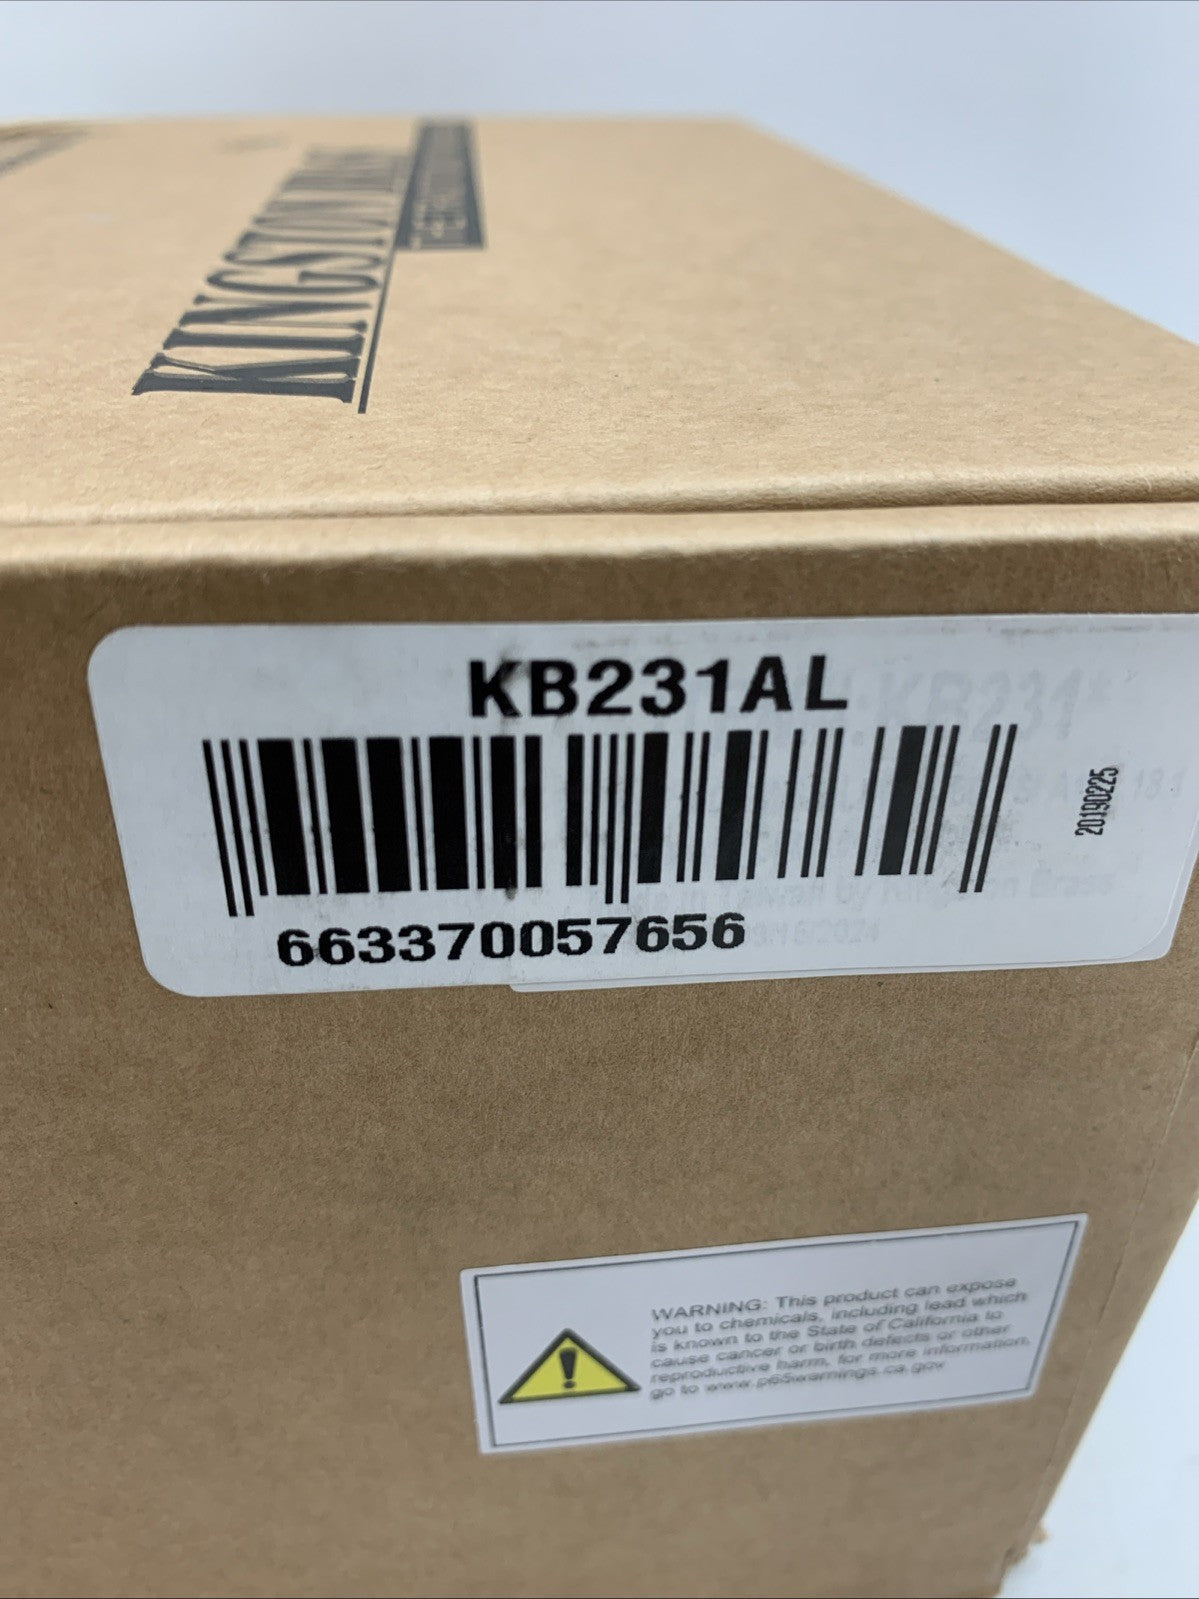 KINGSTON BRASS
KB231AL
663370057656
20190225
WARNING: This product can expose
you to chemicals, including lead which
is known to the State of California to
cause cancer or birth defects or other
reproductive harm, for more information,
go to www.p65warnings.ca.gov